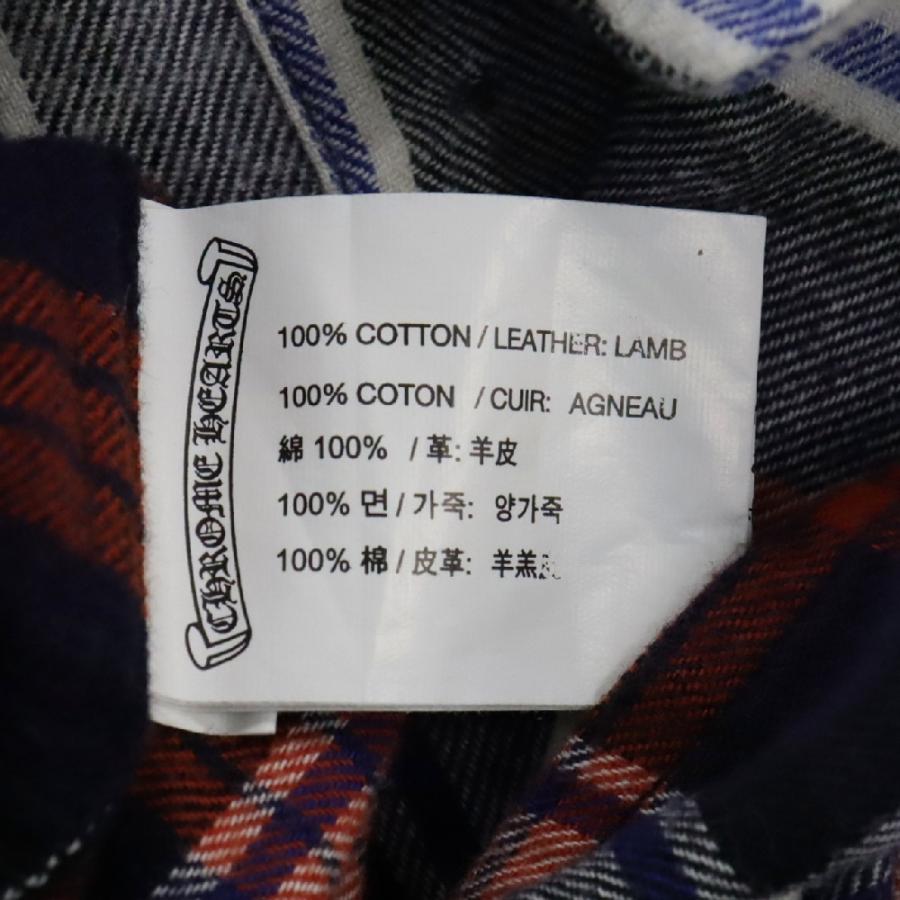 CHROME HEARTS
100% COTTON / LEATHER: LAMB
100% COTON / CUIR: AGNEAU
綿 100% / 革: 羊皮
100% 면 / 가죽: 양가죽
100% 棉 / 皮革: 羊羔